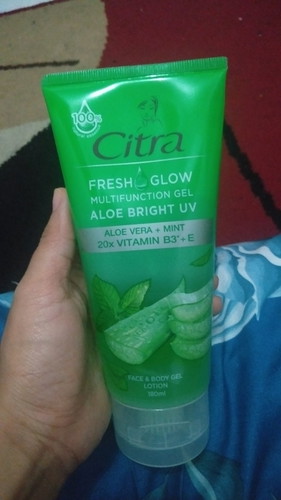 100%
Citra
FRESH GLOW
MULTIFUNCTION GEL
ALOE BRIGHT UV
ALOE VERA + MINT
20x VITAMIN B3*+E
FACE & BODY GEL
LOTION
180ml